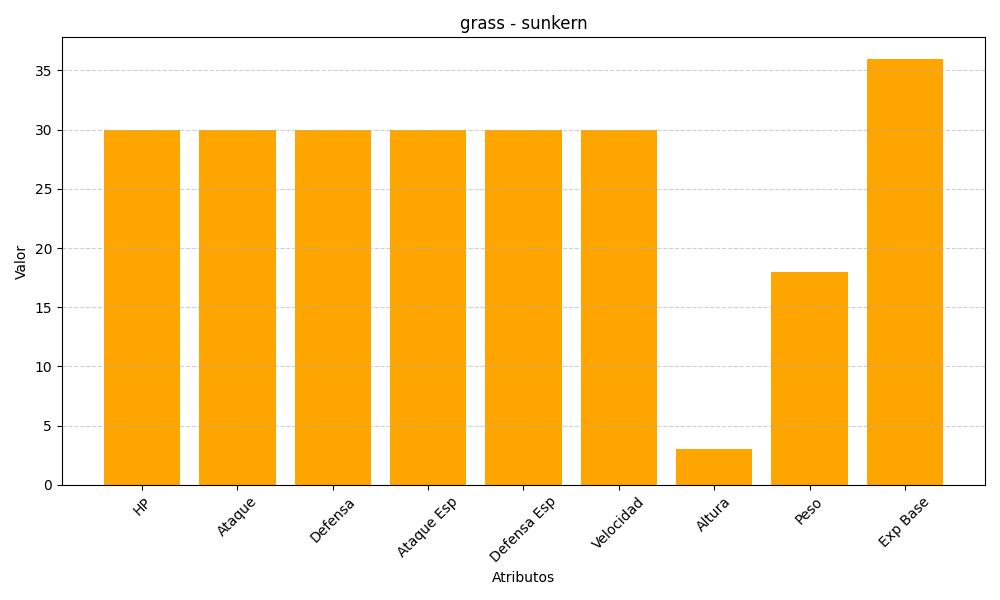 grass - sunkern
Valor
35
30
25
20
15
10
5
0
HP
Ataque
Defensa
Ataque Esp
Defensa Esp
Velocidad
Altura
Peso
Exp Base
Atributos